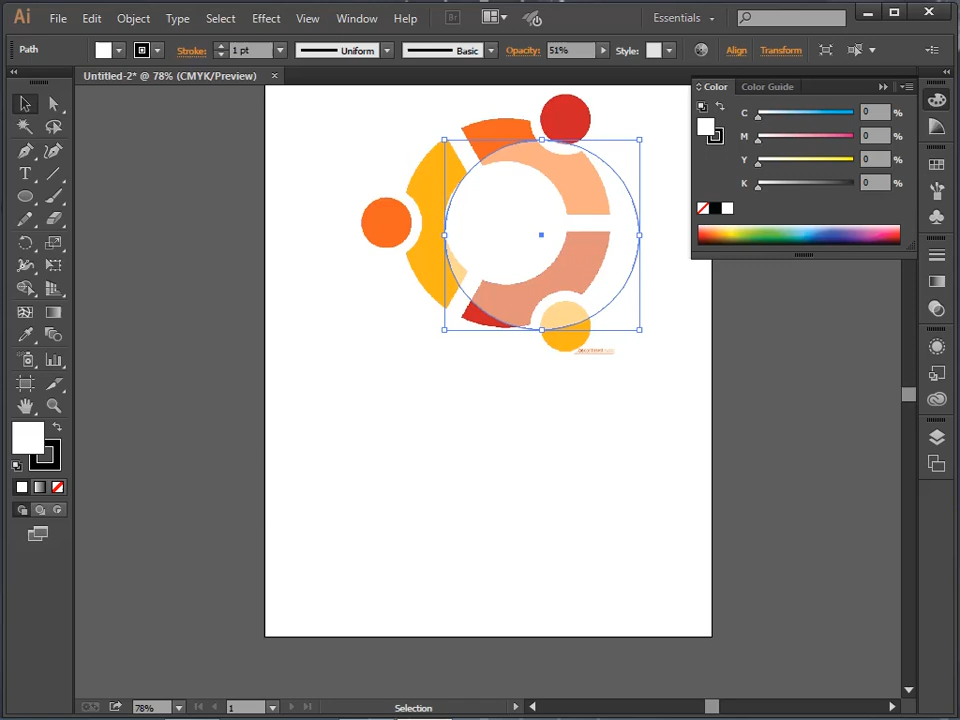 Ai File Edit Object Type Select Effect View Window Help Br Essentials
Path Stroke: 1 pt Uniform Basic Opacity: 51% Style: Align Transform
Untitled-2* @ 78% (CMYK/Preview)
Color Color Guide
C 0 %
M 0 %
Y 0 %
K 0 %
T
78% 1 Selection